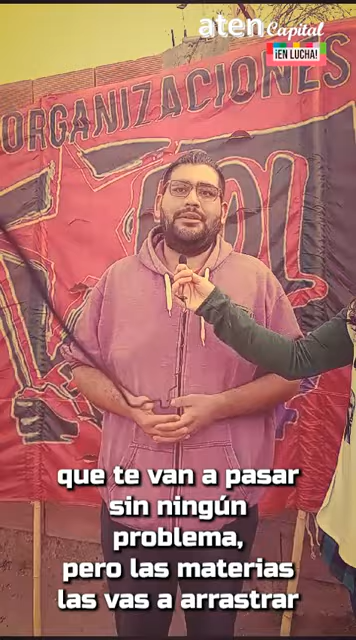 aten Capital
¡EN LUCHA!
ORGANIZACIONES
que te van a pasar
sin ningún
problema,
pero las materias
las vas a arrastrar